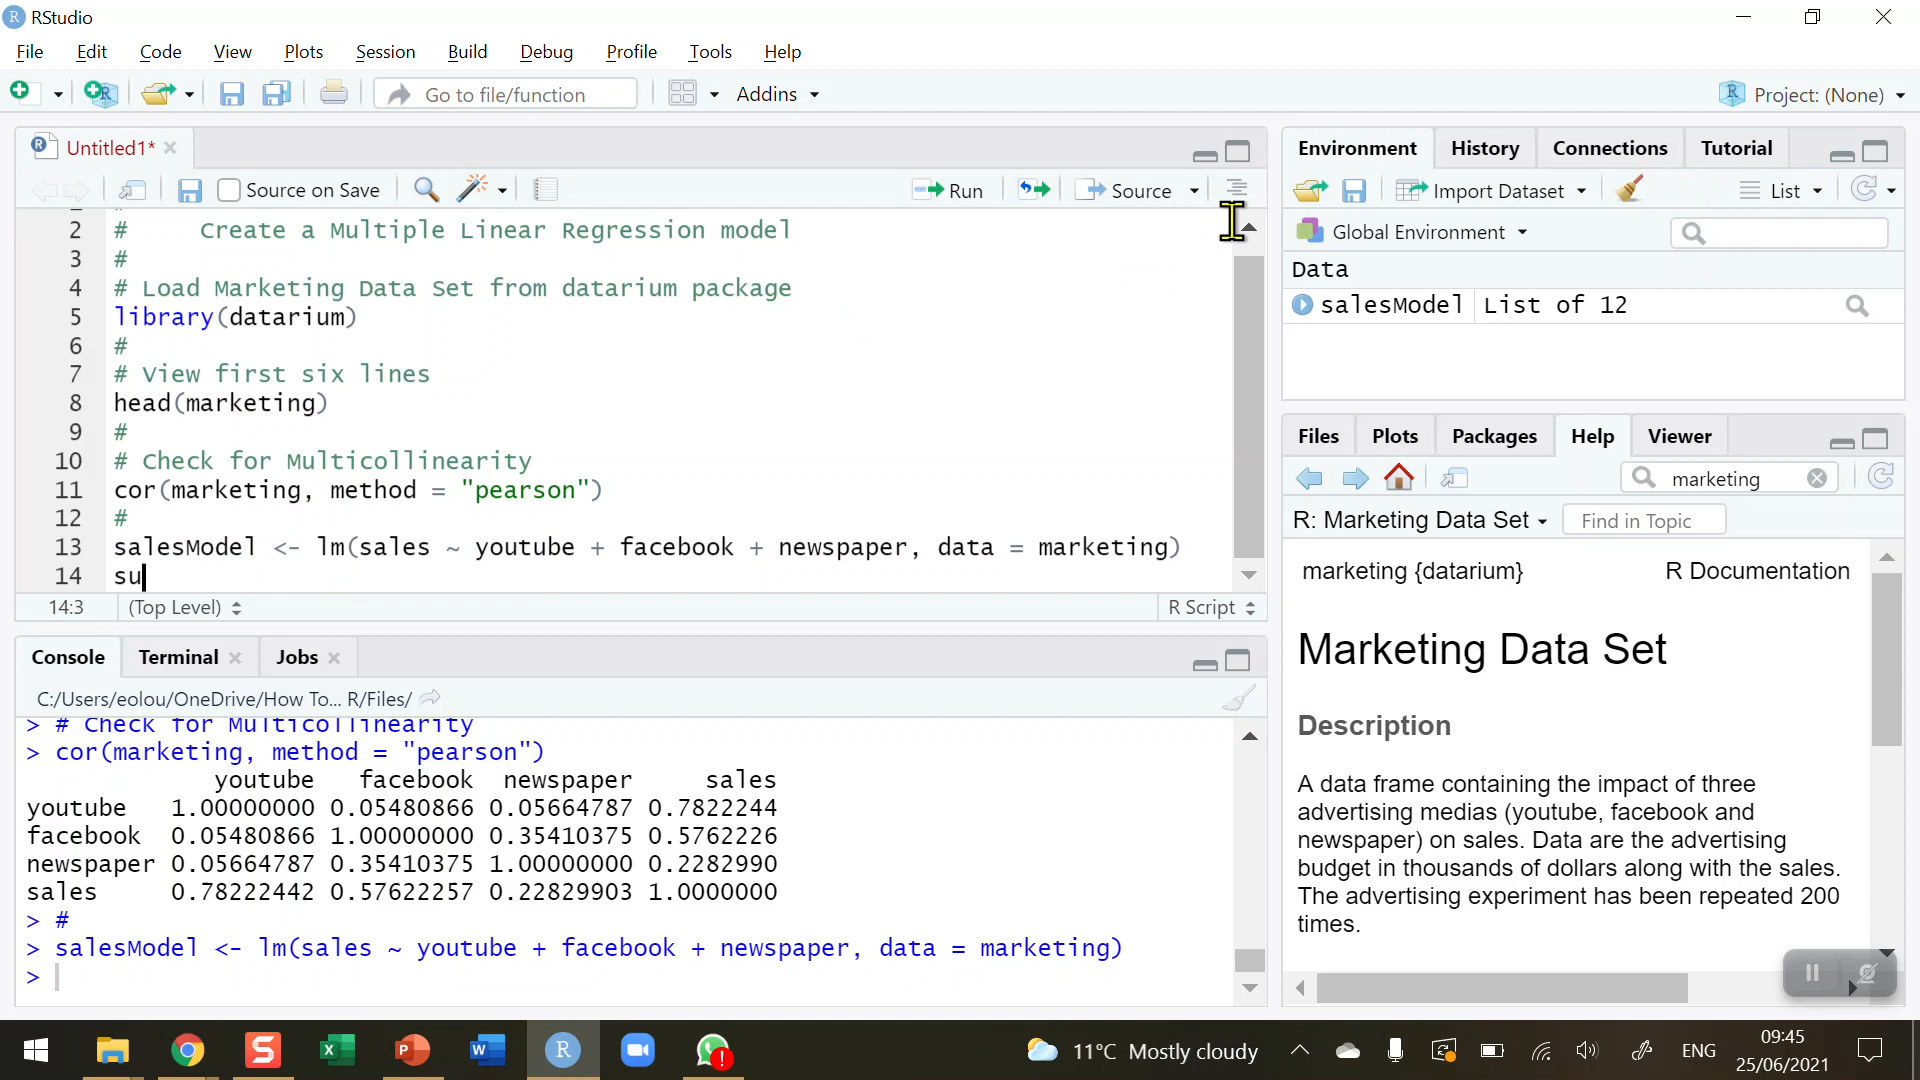 RStudio
File Edit Code View Plots Session Build Debug Profile Tools Help
Go to file/function Addins Project: (None)
Untitled1*
Source on Save Run Source
2 # Create a Multiple Linear Regression model
3 #
4 # Load Marketing Data Set from datarium package
5 library(datarium)
6 #
7 # View first six lines
8 head(marketing)
9 #
10 # Check for Multicollinearity
11 cor(marketing, method = "pearson")
12 #
13 salesModel <- lm(sales ~ youtube + facebook + newspaper, data = marketing)
14 su
14:3 (Top Level) R Script
Console Terminal Jobs
C:/Users/eolou/OneDrive/How To... R/Files/
> # Check for Multicollinearity
> cor(marketing, method = "pearson")
youtube facebook newspaper sales
youtube 1.00000000 0.05480866 0.05664787 0.7822244
facebook 0.05480866 1.00000000 0.35410375 0.5762226
newspaper 0.05664787 0.35410375 1.00000000 0.2282990
sales 0.78222442 0.57622257 0.22829903 1.0000000
> #
> salesModel <- lm(sales ~ youtube + facebook + newspaper, data = marketing)
>
Environment History Connections Tutorial
Import Dataset List
Global Environment
Data
salesModel List of 12
Files Plots Packages Help Viewer
marketing
R: Marketing Data Set Find in Topic
marketing {datarium} R Documentation
Marketing Data Set
Description
A data frame containing the impact of three
advertising medias (youtube, facebook and
newspaper) on sales. Data are the advertising
budget in thousands of dollars along with the sales.
The advertising experiment has been repeated 200
times.
11°C Mostly cloudy ENG 09:45
25/06/2021